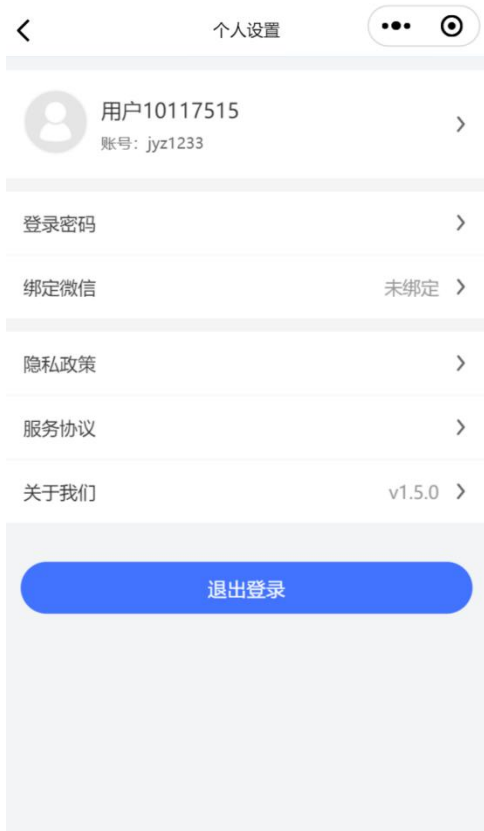 个人设置
用户10117515
账号：jyz1233
登录密码
绑定微信 未绑定
隐私政策
服务协议
关于我们 v1.5.0
退出登录